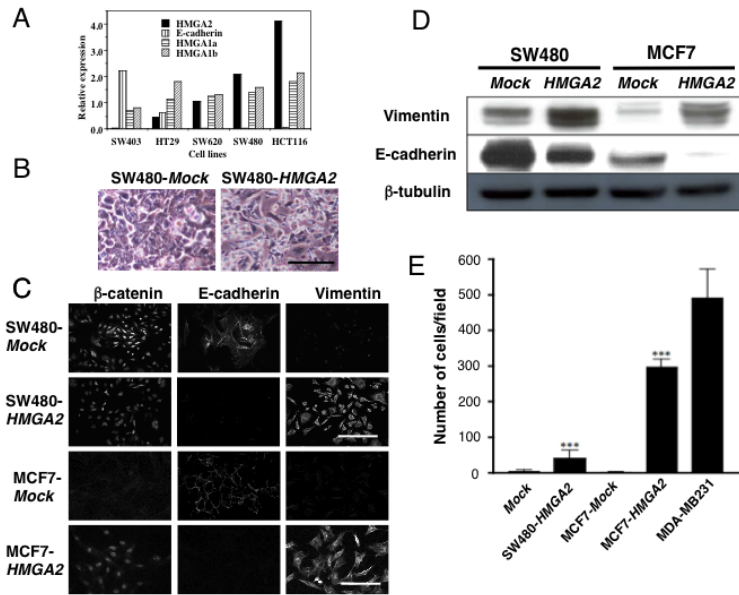 A
Relative expression
4.0
3.0
2.0
1.0
0.0
HMGA2
E-cadherin
HMGA1a
HMGA1b
SW403 HT29 SW620 SW480 HCT116
Cell lines
B
SW480-Mock SW480-HMGA2
C
β-catenin E-cadherin Vimentin
SW480-
Mock
SW480-
HMGA2
MCF7-
Mock
MCF7-
HMGA2
D
SW480 MCF7
Mock HMGA2 Mock HMGA2
Vimentin
E-cadherin
β-tubulin
E
Number of cells/field
600
500
400
300
200
100
0
***
***
Mock
SW480-HMGA2
MCF7-Mock
MCF7-HMGA2
MDA-MB231